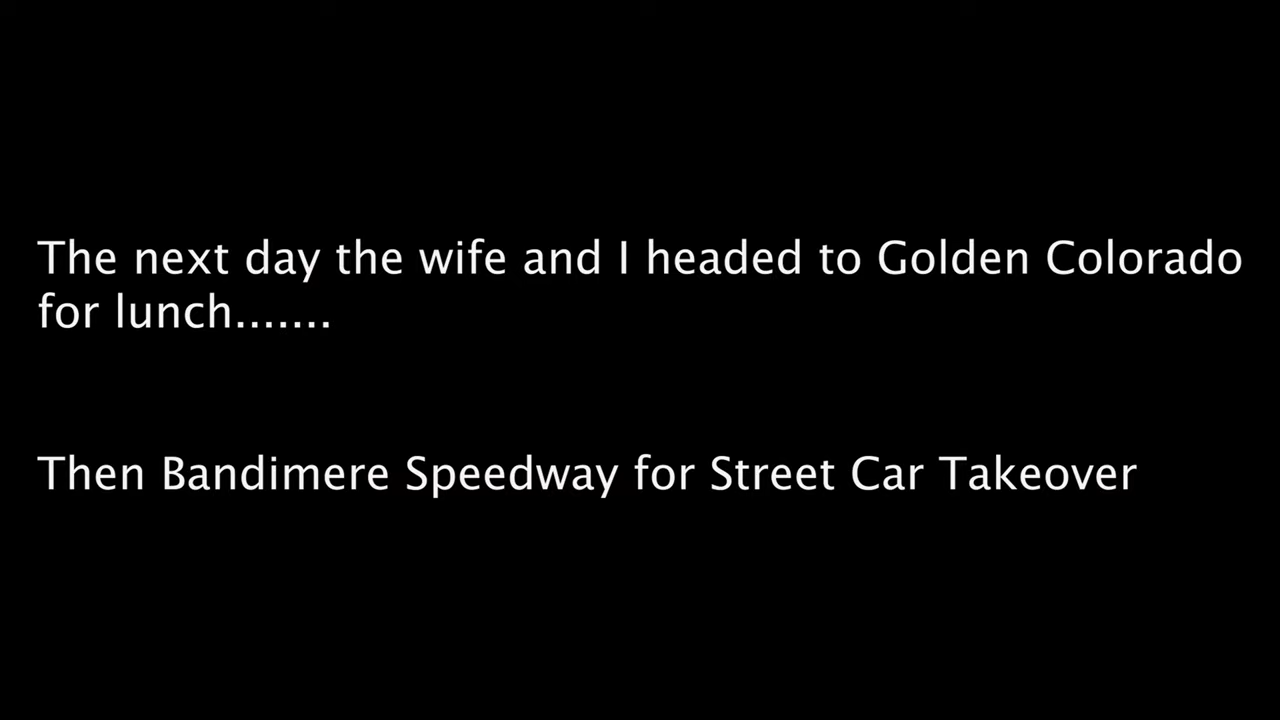 The next day the wife and I headed to Golden Colorado
for lunch.......
Then Bandimere Speedway for Street Car Takeover